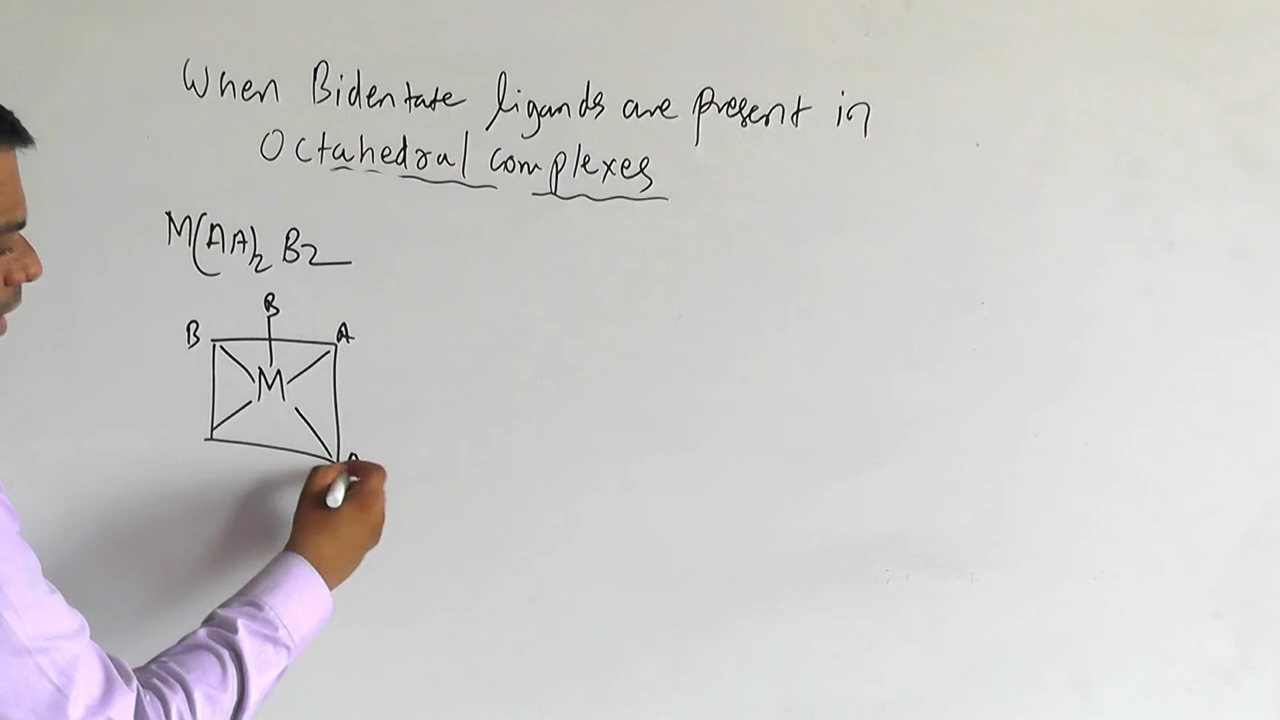 When Bidentate ligands are present in
Octahedral complexes
M(AA)2 B2
B
B A
M
A